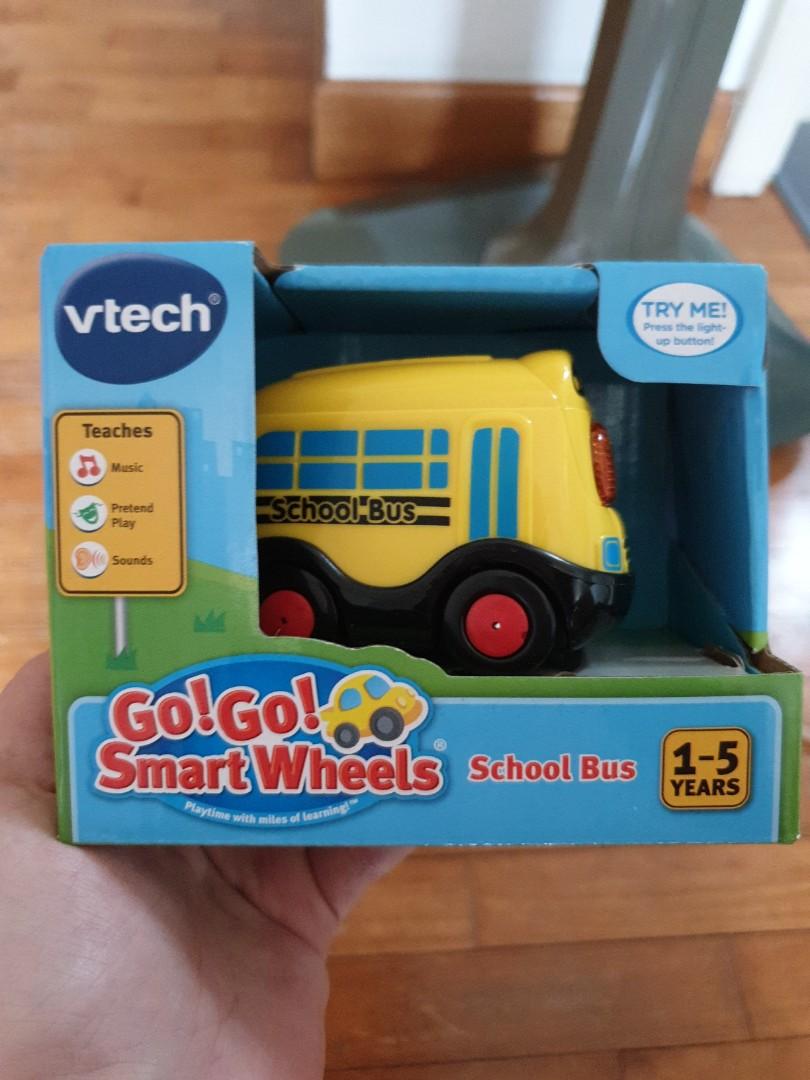 vtech®
TRY ME!
Press the light-
up button!
Teaches
Music
Pretend
Play
Sounds
School Bus
Go!Go!
Smart Wheels®
Playtime with miles of learning!™
School Bus
1-5
YEARS